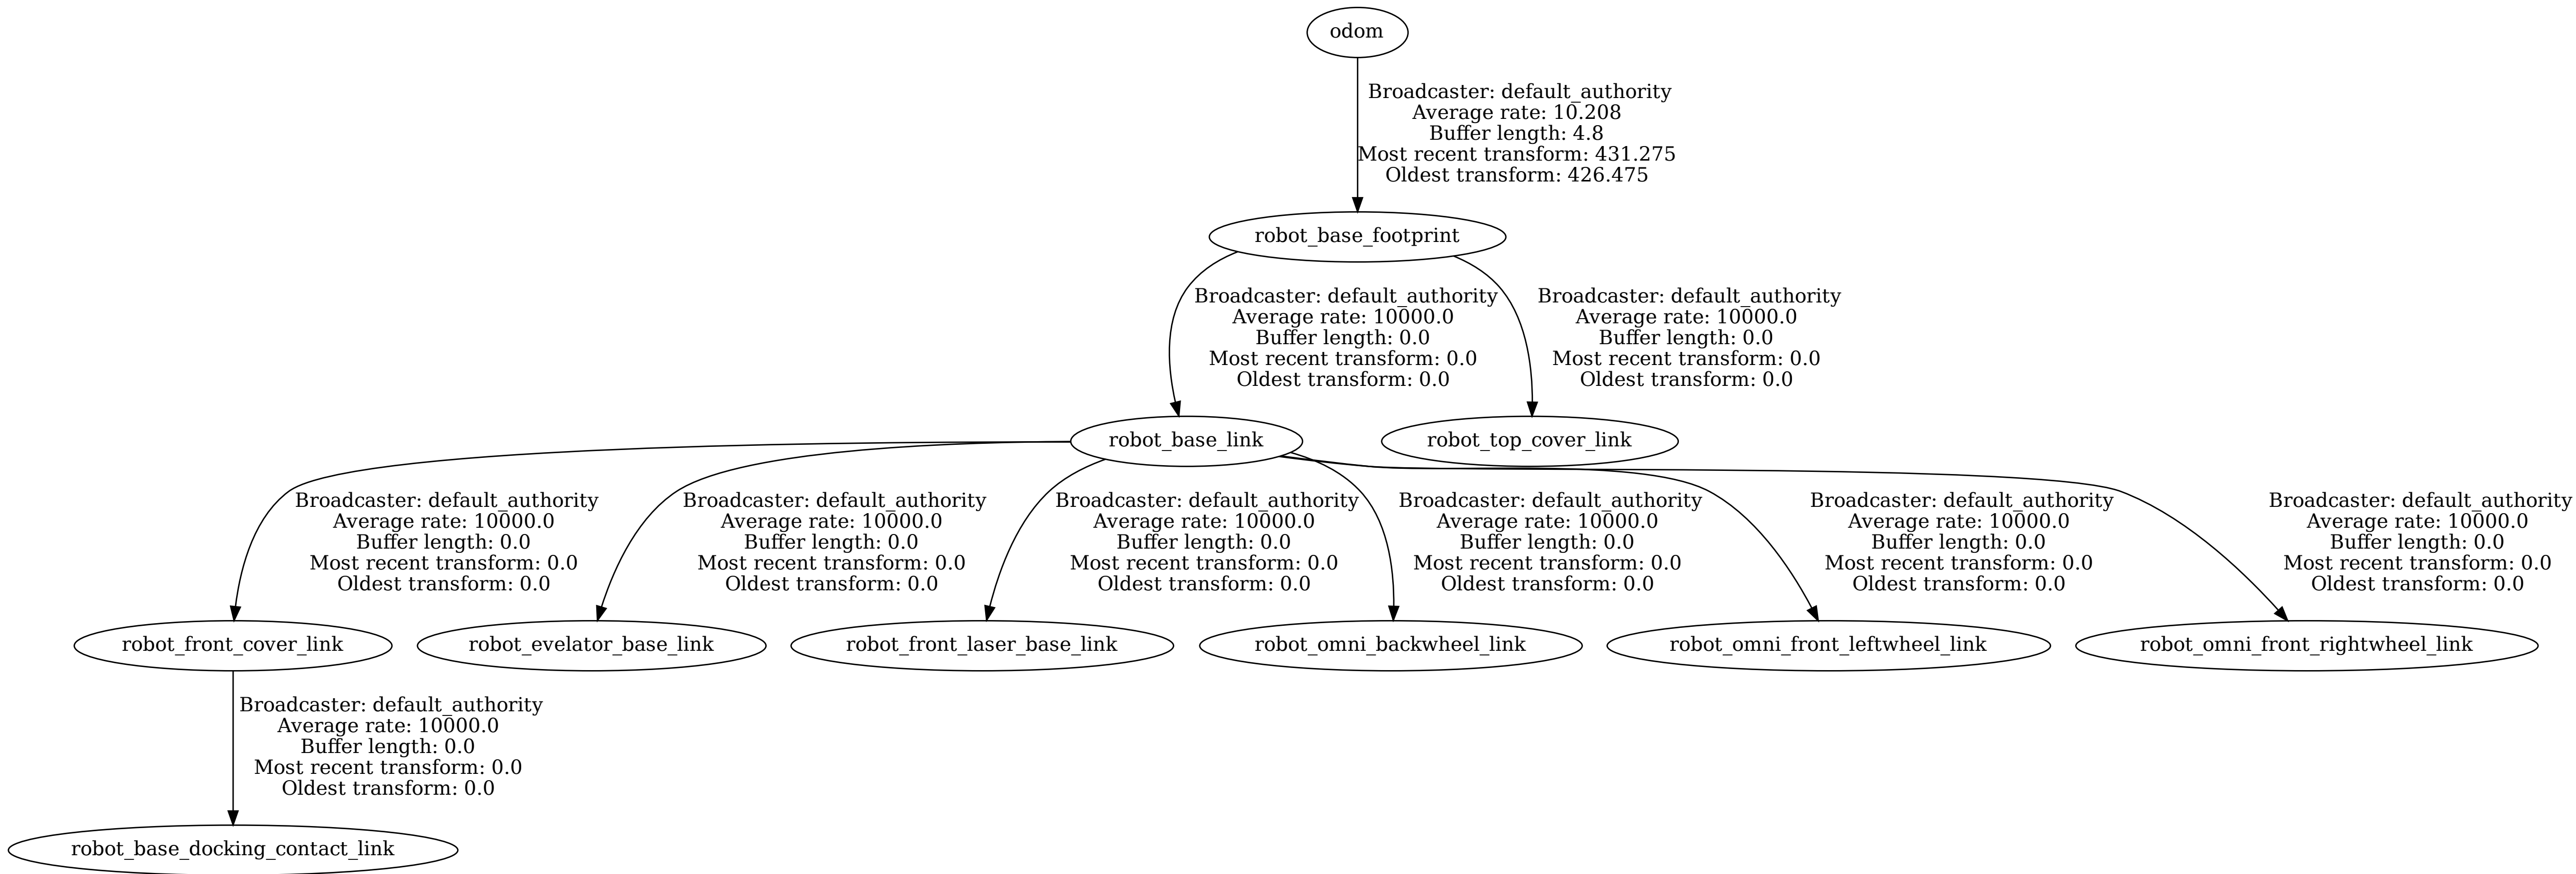 odom
Broadcaster: default_authority
Average rate: 10.208
Buffer length: 4.8
Most recent transform: 431.275
Oldest transform: 426.475
robot_base_footprint
Broadcaster: default_authority
Average rate: 10000.0
Buffer length: 0.0
Most recent transform: 0.0
Oldest transform: 0.0
Broadcaster: default_authority
Average rate: 10000.0
Buffer length: 0.0
Most recent transform: 0.0
Oldest transform: 0.0
robot_base_link
robot_top_cover_link
Broadcaster: default_authority
Average rate: 10000.0
Buffer length: 0.0
Most recent transform: 0.0
Oldest transform: 0.0
Broadcaster: default_authority
Average rate: 10000.0
Buffer length: 0.0
Most recent transform: 0.0
Oldest transform: 0.0
Broadcaster: default_authority
Average rate: 10000.0
Buffer length: 0.0
Most recent transform: 0.0
Oldest transform: 0.0
Broadcaster: default_authority
Average rate: 10000.0
Buffer length: 0.0
Most recent transform: 0.0
Oldest transform: 0.0
Broadcaster: default_authority
Average rate: 10000.0
Buffer length: 0.0
Most recent transform: 0.0
Oldest transform: 0.0
Broadcaster: default_authority
Average rate: 10000.0
Buffer length: 0.0
Most recent transform: 0.0
Oldest transform: 0.0
robot_front_cover_link
robot_evelator_base_link
robot_front_laser_base_link
robot_omni_backwheel_link
robot_omni_front_leftwheel_link
robot_omni_front_rightwheel_link
Broadcaster: default_authority
Average rate: 10000.0
Buffer length: 0.0
Most recent transform: 0.0
Oldest transform: 0.0
robot_base_docking_contact_link